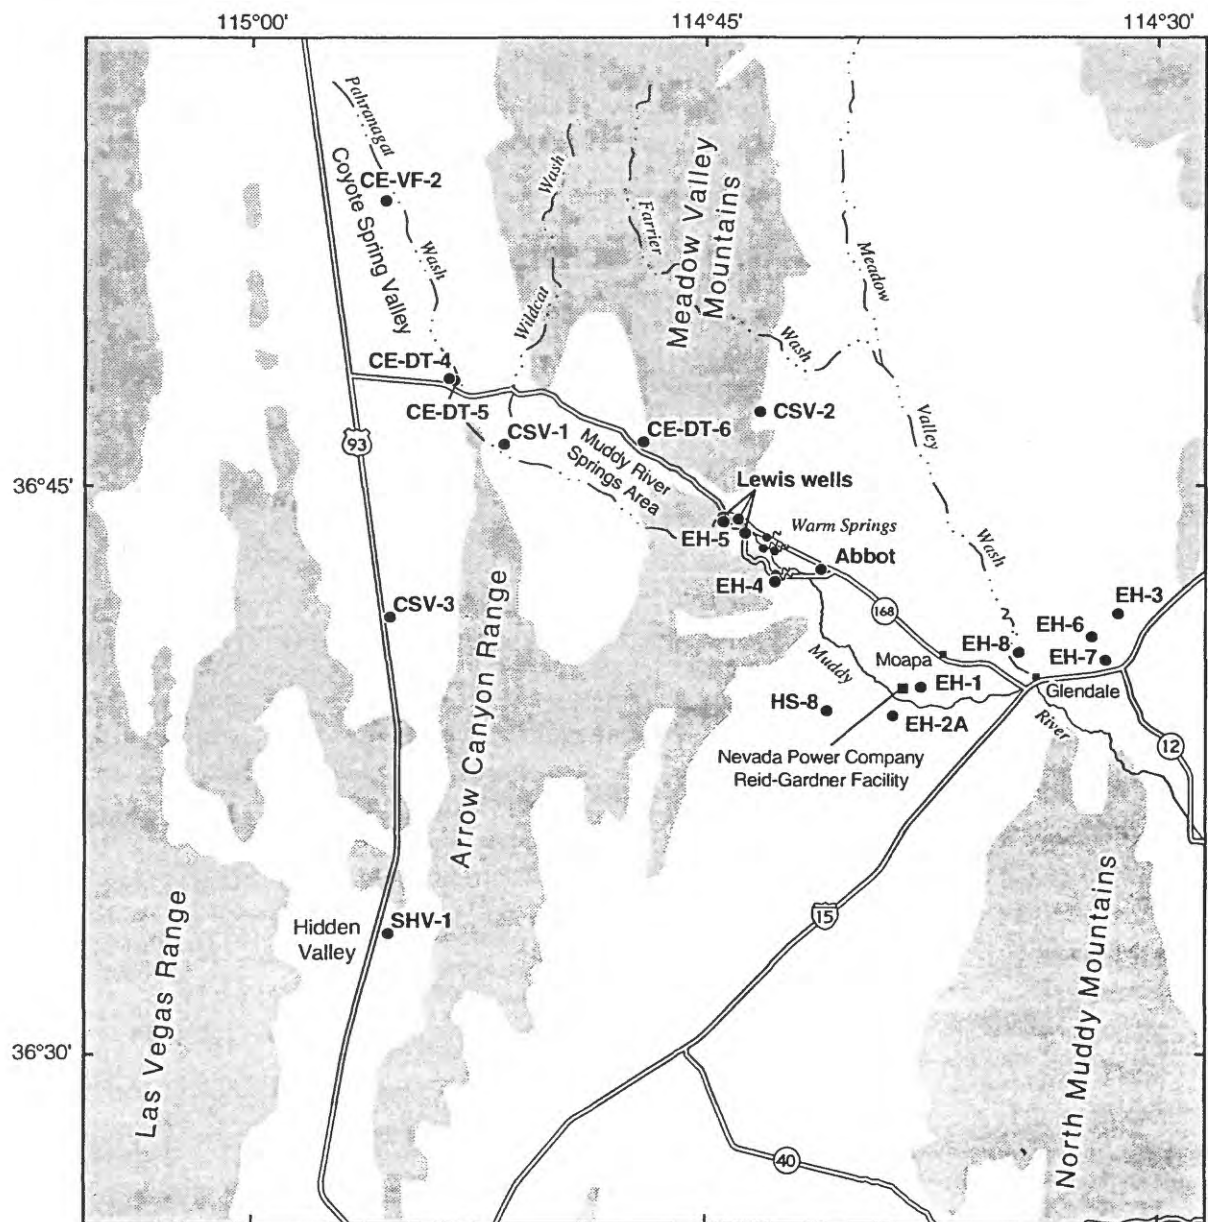 115°00'
114°45'
114°30'
Pahranagat
Wash
Coyote Spring Valley
CE-VF-2
Wash
Wildcat
Farrier
Wash
Meadow Valley
Mountains
Meadow
Valley
Wash
CE-DT-4
CE-DT-5
CSV-1
CE-DT-6
CSV-2
93
Muddy River
Springs Area
36°45'
Lewis wells
Warm Springs
EH-5
Abbot
EH-4
CSV-3
168
EH-3
EH-6
EH-8
EH-7
Moapa
Muddy
EH-1
Glendale
HS-8
EH-2A
River
12
Nevada Power Company
Reid-Gardner Facility
Arrow Canyon Range
15
SHV-1
Hidden
Valley
Las Vegas Range
North Muddy Mountains
36°30'
40